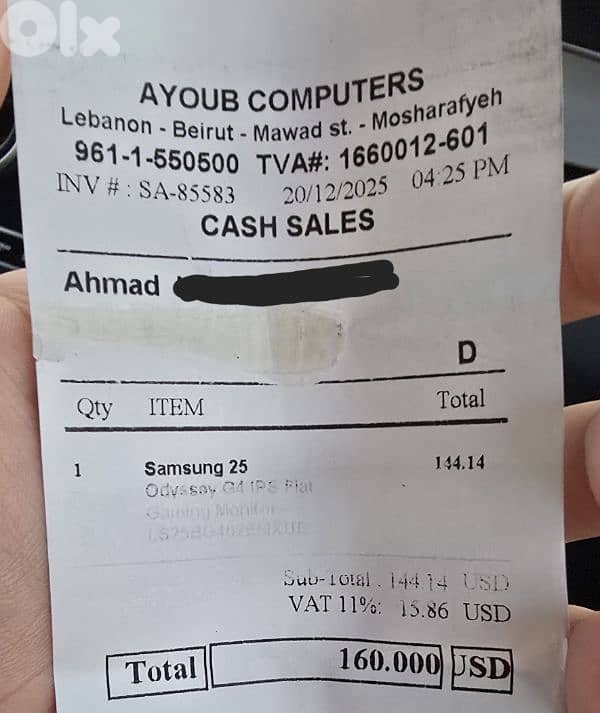 Olx
AYOUB COMPUTERS
Lebanon - Beirut - Mawad st. - Mosharafyeh
961-1-550500 TVA#: 1660012-601
INV # : SA-85583 20/12/2025 04:25 PM
CASH SALES
Ahmad
D
Qty ITEM Total
1 Samsung 25 144.14
Odyssey G4 IPS Flat
Gaming Monitor
Sub-Total : 144.14 USD
VAT 11%: 15.86 USD
Total 160.000 USD